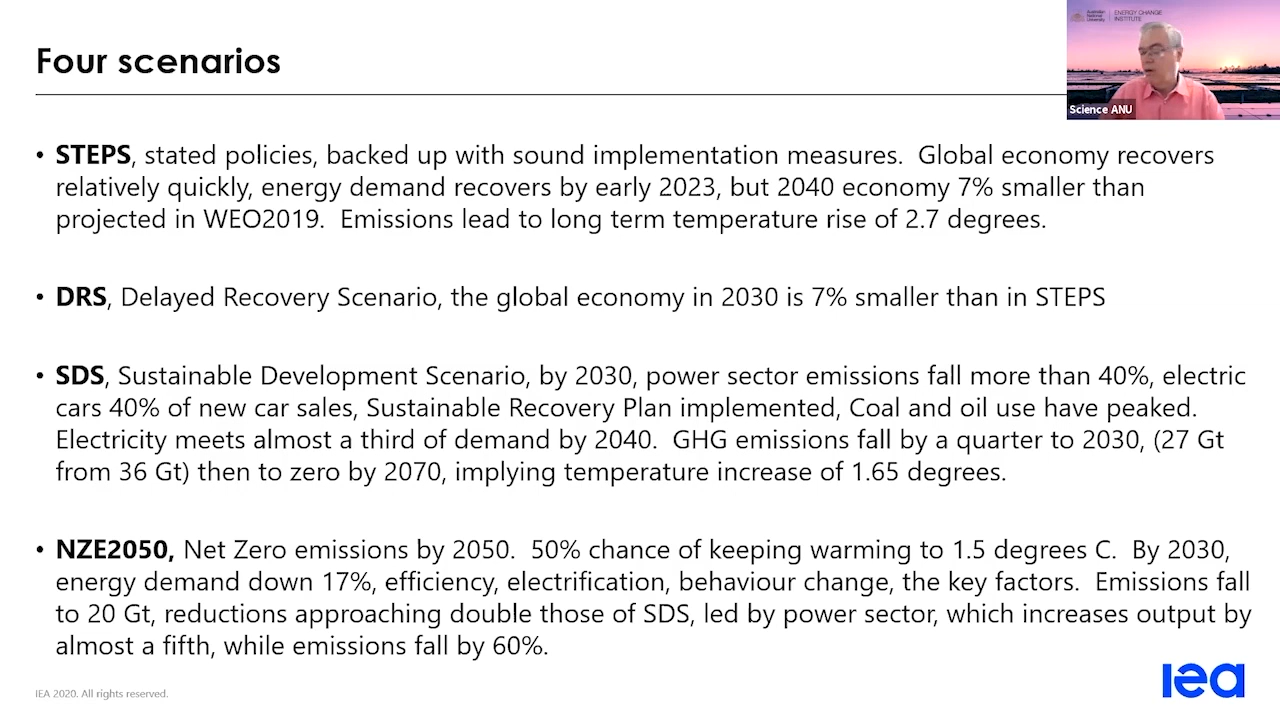 Four scenarios
Australian National University
ENERGY CHANGE INSTITUTE
Science ANU
• STEPS, stated policies, backed up with sound implementation measures.  Global economy recovers
relatively quickly, energy demand recovers by early 2023, but 2040 economy 7% smaller than
projected in WEO2019.  Emissions lead to long term temperature rise of 2.7 degrees.
• DRS, Delayed Recovery Scenario, the global economy in 2030 is 7% smaller than in STEPS
• SDS, Sustainable Development Scenario, by 2030, power sector emissions fall more than 40%, electric
cars 40% of new car sales, Sustainable Recovery Plan implemented, Coal and oil use have peaked.
Electricity meets almost a third of demand by 2040.  GHG emissions fall by a quarter to 2030, (27 Gt
from 36 Gt) then to zero by 2070, implying temperature increase of 1.65 degrees.
• NZE2050, Net Zero emissions by 2050.  50% chance of keeping warming to 1.5 degrees C.  By 2030,
energy demand down 17%, efficiency, electrification, behaviour change, the key factors.  Emissions fall
to 20 Gt, reductions approaching double those of SDS, led by power sector, which increases output by
almost a fifth, while emissions fall by 60%.
IEA 2020. All rights reserved.
iea